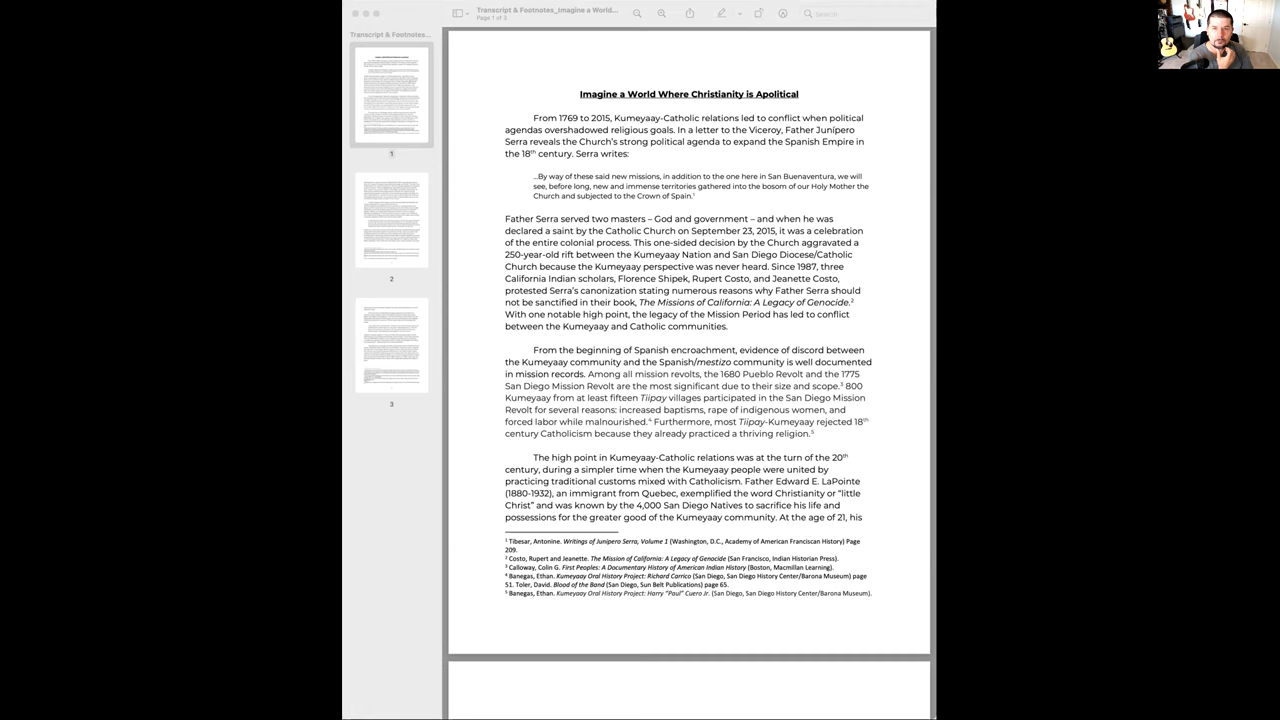 Transcript & Footnotes_Imagine a World...
Page 1 of 3
Search
Transcript & Footnotes...
1
2
3
Imagine a World Where Christianity is Apolitical
From 1769 to 2015, Kumeyaay-Catholic relations led to conflict when political
agendas overshadowed religious goals. In a letter to the Viceroy, Father Junípero
Serra reveals the Church's strong political agenda to expand the Spanish Empire in
the 18th century. Serra writes:
...By way of these said new missions, in addition to the one here in San Buenaventura, we will
see, before long, new and immense territories gathered into the bosom of our Holy Mother the
Church and subjected to the Crown of Spain.1
Father Serra served two masters – God and government – and when he was
declared a saint by the Catholic Church on September 23, 2015, it was a celebration
of the entire colonial process. This one-sided decision by the Church aggravated a
250-year-old rift between the Kumeyaay Nation and San Diego Diocese/Catholic
Church because the Kumeyaay perspective was never heard. Since 1987, three
California Indian scholars, Florence Shipek, Rupert Costo, and Jeanette Costo,
protested Serra's canonization stating numerous reasons why Father Serra should
not be sanctified in their book, The Missions of California: A Legacy of Genocide.2
With one notable high point, the legacy of the Mission Period has led to conflict
between the Kumeyaay and Catholic communities.
From the beginning of Spanish encroachment, evidence of discord between
the Kumeyaay community and the Spanish/mestizo community is well documented
in mission records. Among all mission revolts, the 1680 Pueblo Revolt and the 1775
San Diego Mission Revolt are the most significant due to their size and scope.3 800
Kumeyaay from at least fifteen Tiipay villages participated in the San Diego Mission
Revolt for several reasons: increased baptisms, rape of indigenous women, and
forced labor while malnourished.4 Furthermore, most Tiipay-Kumeyaay rejected 18th
century Catholicism because they already practiced a thriving religion.5
The high point in Kumeyaay-Catholic relations was at the turn of the 20th
century, during a simpler time when the Kumeyaay people were united by
practicing traditional customs mixed with Catholicism. Father Edward E. LaPointe
(1880-1932), an immigrant from Quebec, exemplified the word Christianity or "little
Christ" and was known by the 4,000 San Diego Natives to sacrifice his life and
possessions for the greater good of the Kumeyaay community. At the age of 21, his
1 Tibesar, Antonine. Writings of Junipero Serra, Volume 1 (Washington, D.C., Academy of American Franciscan History) Page
209.
2 Costo, Rupert and Jeanette. The Mission of California: A Legacy of Genocide (San Francisco, Indian Historian Press).
3 Calloway, Colin G. First Peoples: A Documentary History of American Indian History (Boston, Macmillan Learning).
4 Banegas, Ethan. Kumeyaay Oral History Project: Richard Carrico (San Diego, San Diego History Center/Barona Museum) page
51. Toler, David. Blood of the Band (San Diego, Sun Belt Publications) page 65.
5 Banegas, Ethan. Kumeyaay Oral History Project: Harry "Paul" Cuero Jr. (San Diego, San Diego History Center/Barona Museum).